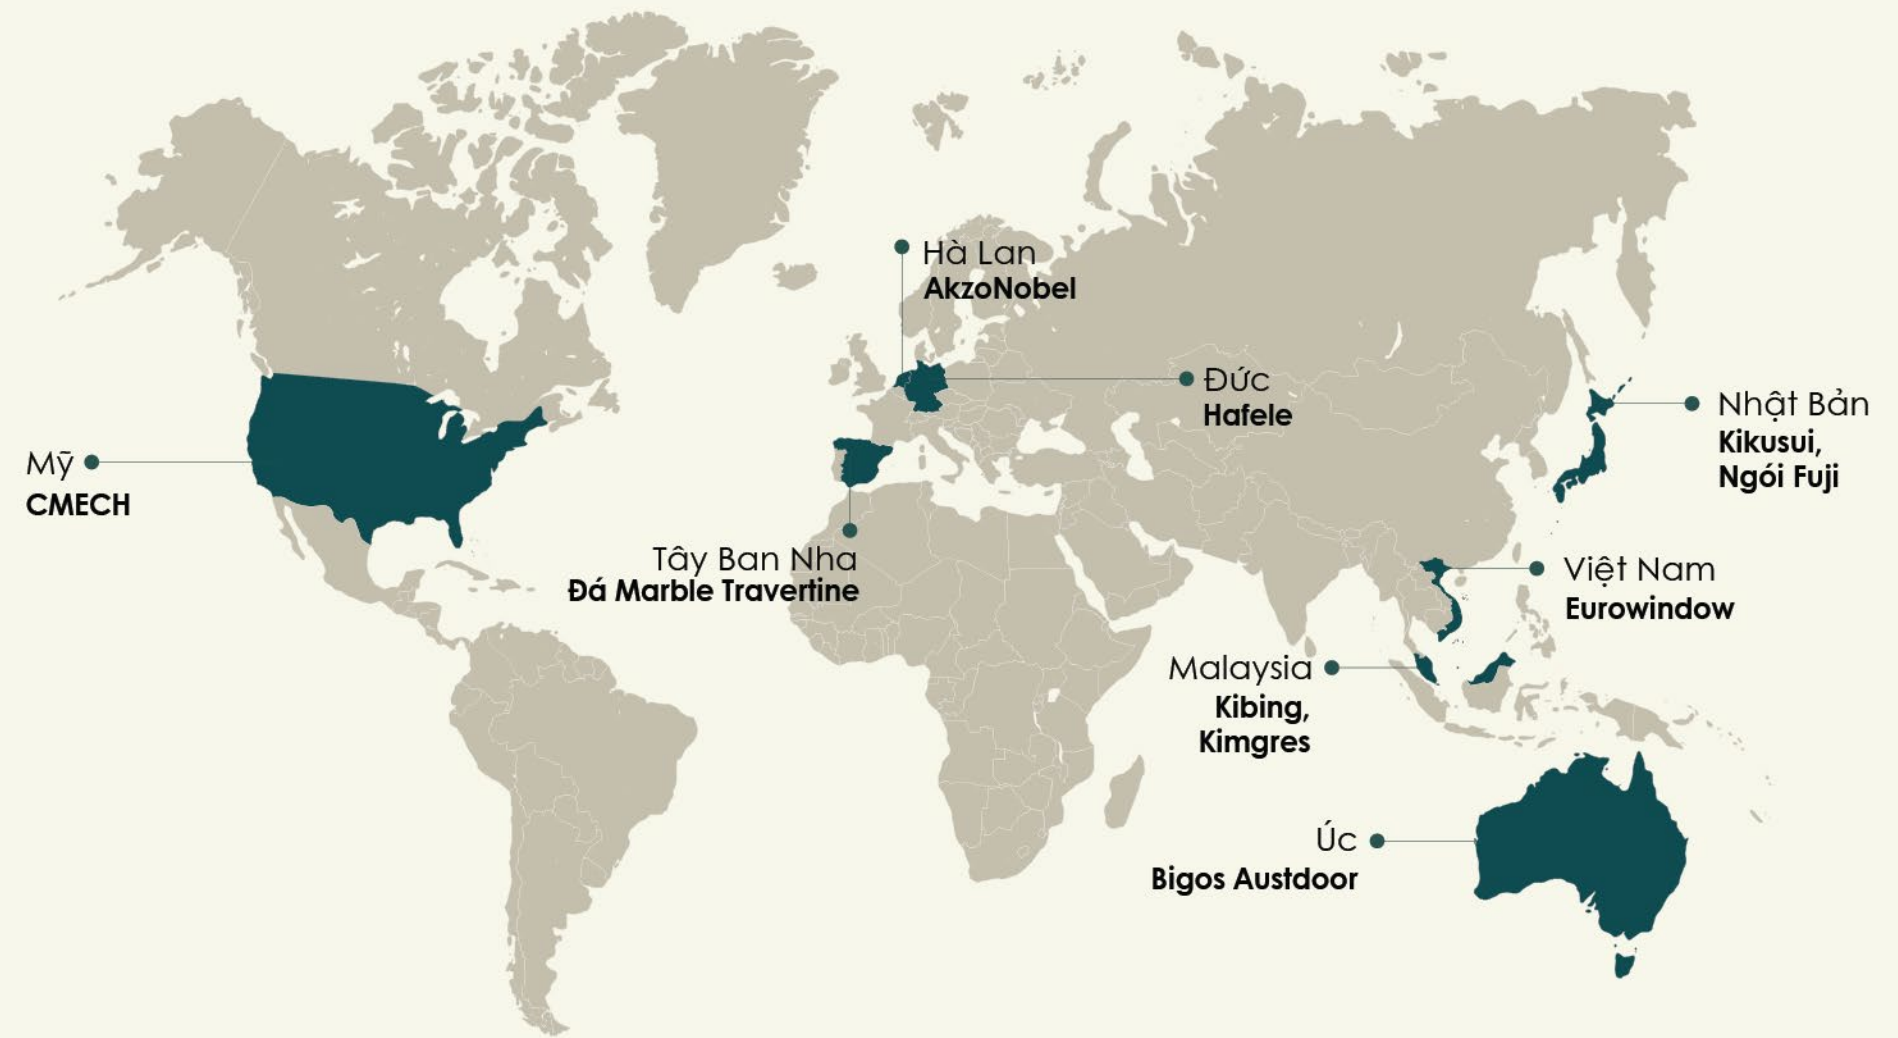 Hà Lan
AkzoNobel
Đức
Hafele
Nhật Bản
Kikusui,
Ngói Fuji
Mỹ
CMECH
Tây Ban Nha
Đá Marble Travertine
Việt Nam
Eurowindow
Malaysia
Kibing,
Kimgres
Úc
Bigos Austdoor